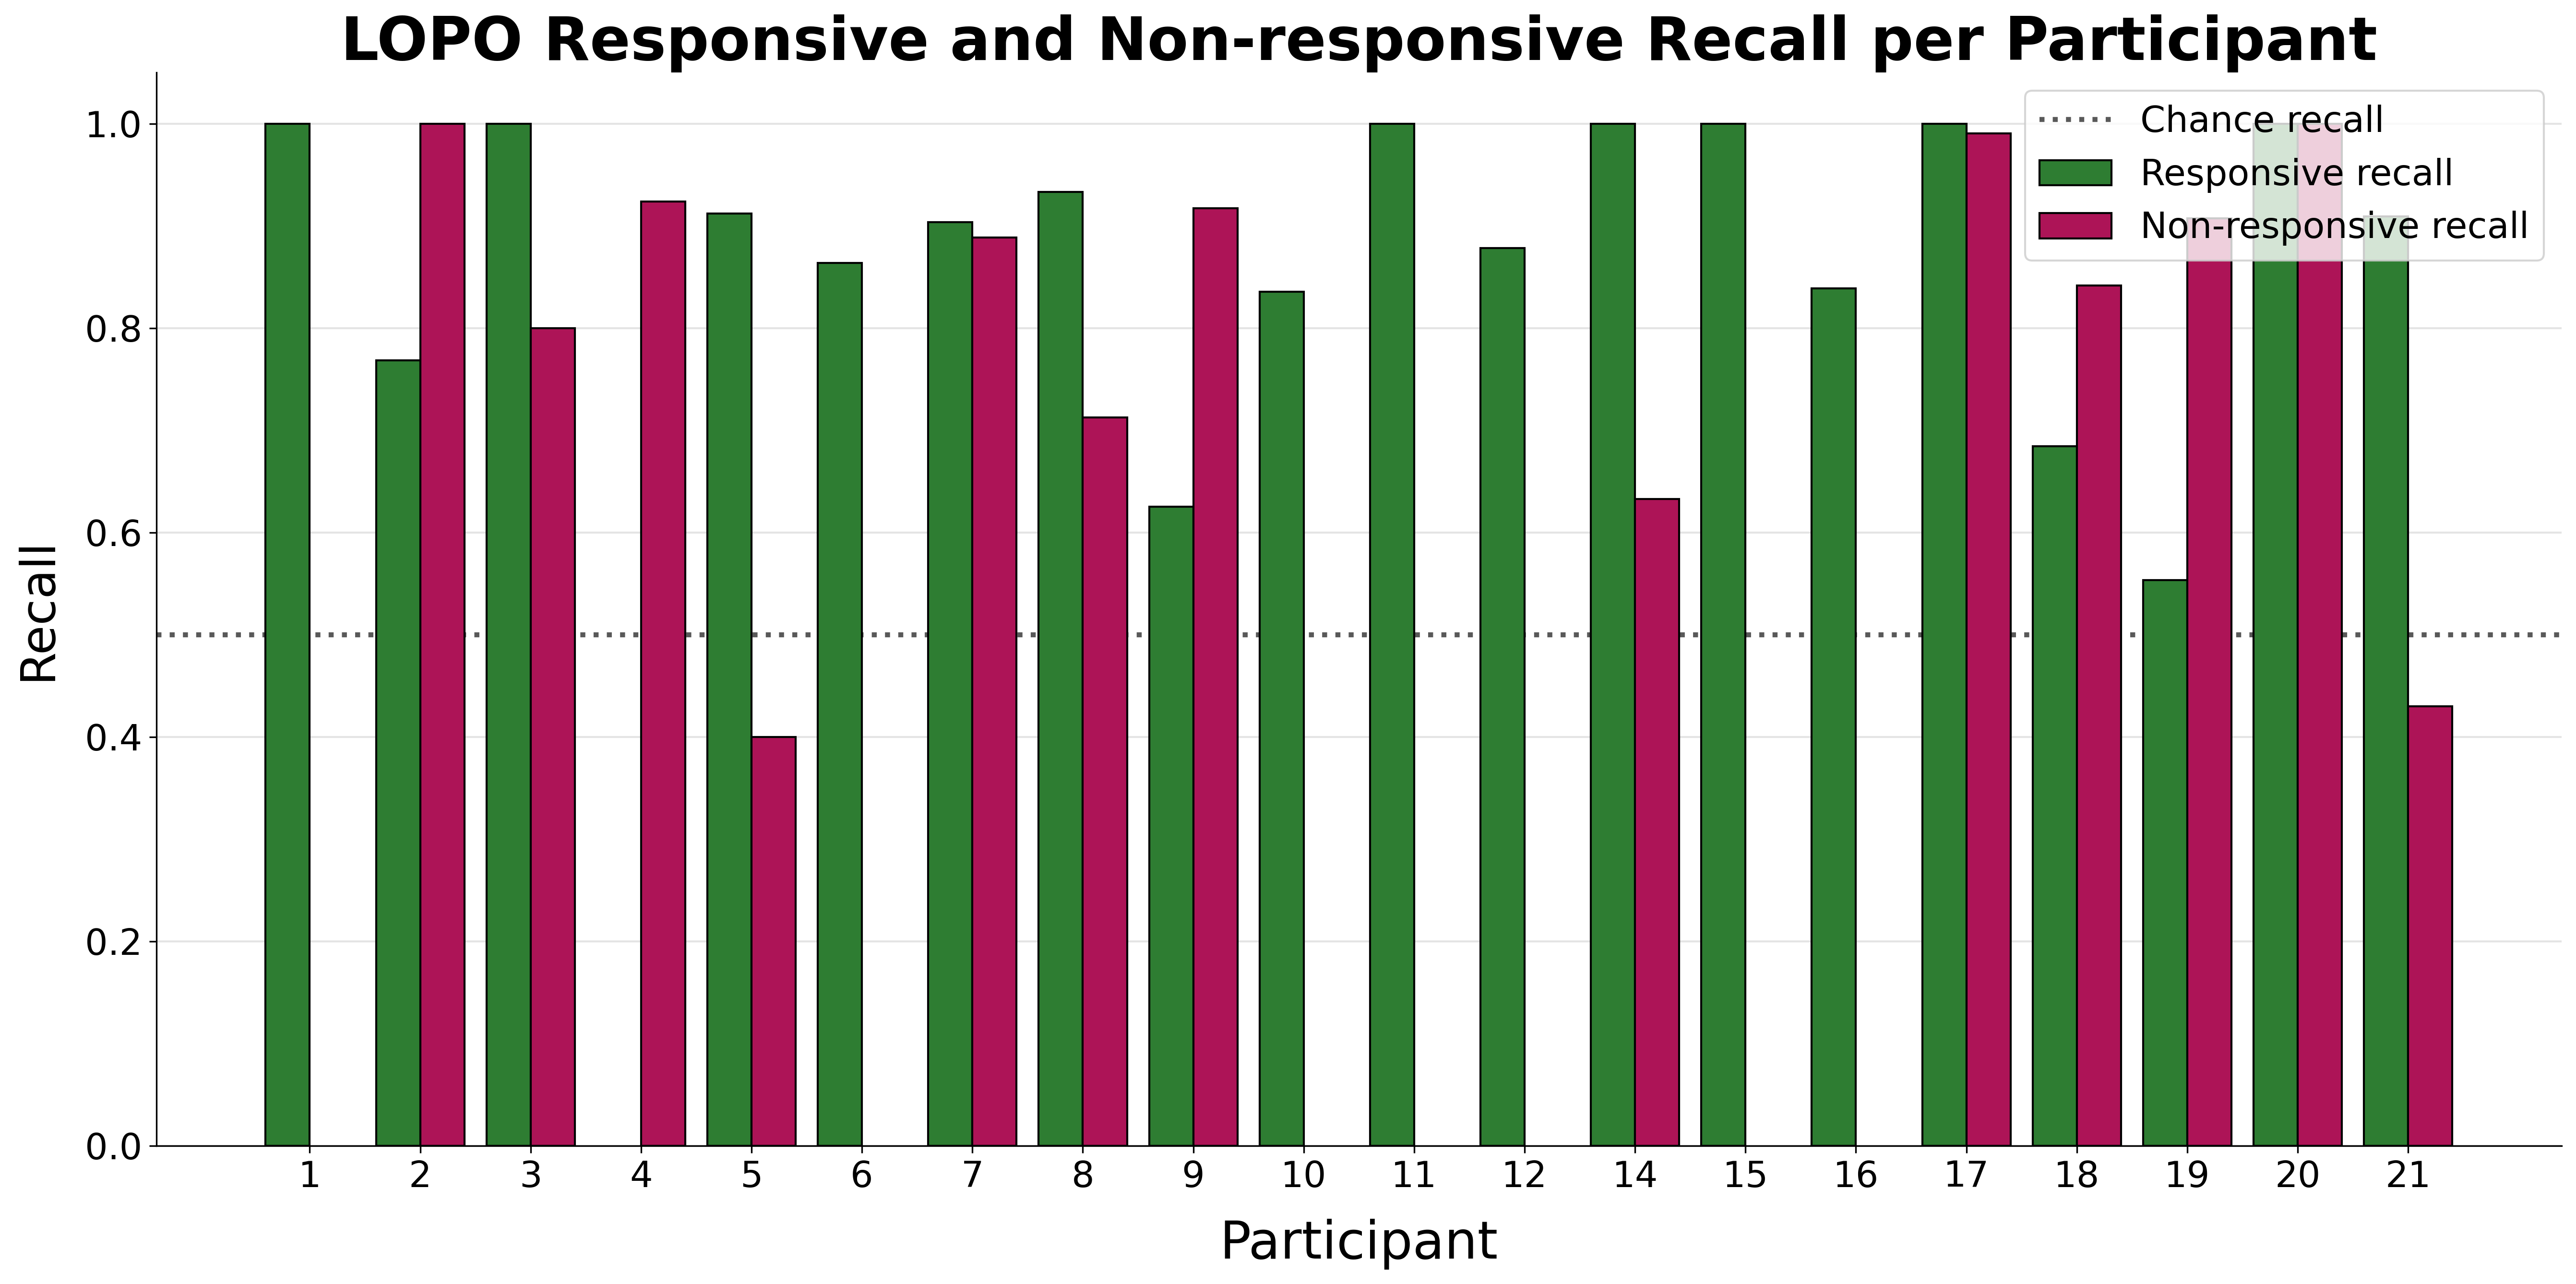 LOPO Responsive and Non-responsive Recall per Participant
Chance recall
Responsive recall
Non-responsive recall
1.0
0.8
0.6
0.4
0.2
0.0
Recall
1 2 3 4 5 6 7 8 9 10 11 12 14 15 16 17 18 19 20 21
Participant